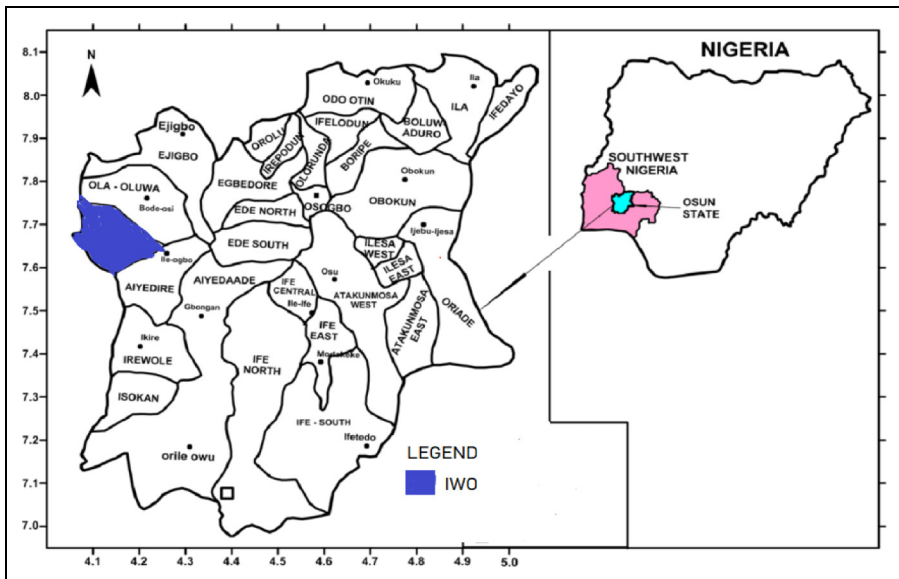 8.1
8.0
7.9
7.8
7.7
7.6
7.5
7.4
7.3
7.2
7.1
7.0
N
Okuku
ODO OTIN
Ila
ILA
IFEDAYO
BOLUW
ADURO
IFELODUN
BORIPE
OROLU
IREPODUN
OLORUNDA
Ejigbo
EJIGBO
EGBEDORE
OLA - OLUWA
Bode-osi
OSOGBO
Obokun
OBOKUN
EDE NORTH
EDE SOUTH
Ijebu-Ijesa
ILESA
WEST
ILESA
EAST
Ile-ogbo
AIYEDIRE
AIYEDAADE
Gbongan
IFE
CENTRAL
Ile-Ife
Osu
ATAKUNMOSA
WEST
ATAKUNMOSA
EAST
ORIADE
IFE
EAST
Modakeke
Ikire
IREWOLE
IFE
NORTH
ISOKAN
IFE - SOUTH
Ifetedo
orile owu
LEGEND
IWO
4.1 4.2 4.3 4.4 4.5 4.6 4.7 4.8 4.9 5.0
NIGERIA
SOUTHWEST
NIGERIA
OSUN
STATE